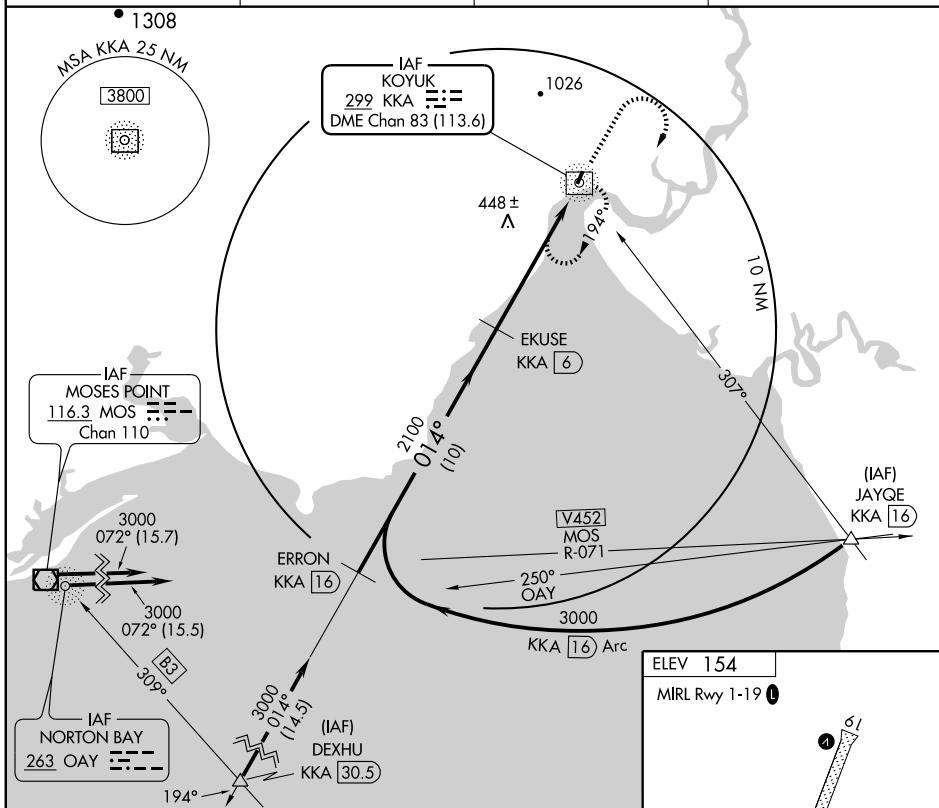 1308
MSA KKA 25 NM
3800
IAF
KOYUK
299 KKA
DME Chan 83 (113.6)
1026
448 ±
194°
10 NM
EKUSE
KKA 6
307°
IAF
MOSES POINT
116.3 MOS
Chan 110
2100
014°
(10)
(IAF)
JAYQE
KKA 16
V452
MOS
R-071
3000
072° (15.7)
ERRON
KKA 16
250°
OAY
3000
072° (15.5)
3000
KKA 16 Arc
B3
309°
3000
014°
(14.5)
(IAF)
DEXHU
KKA 30.5
IAF
NORTON BAY
263 OAY
194°
ELEV 154
MIRL Rwy 1-19 L
19
V